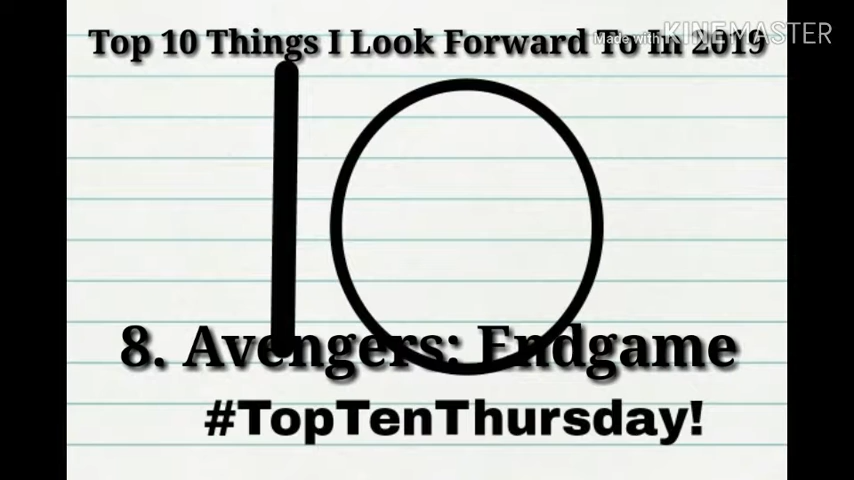 Top 10 Things I Look Forward To In 2019
Made with KINEMASTER
10
8. Avengers: Endgame
#TopTenThursday!